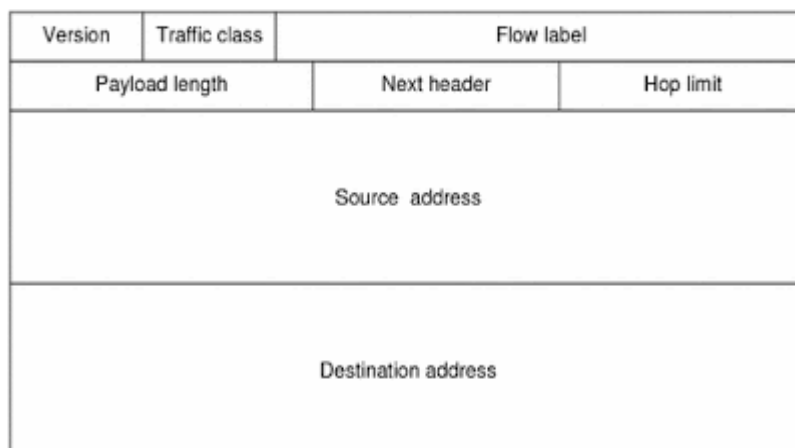 Version Traffic class Flow label
Payload length Next header Hop limit
Source address
Destination address